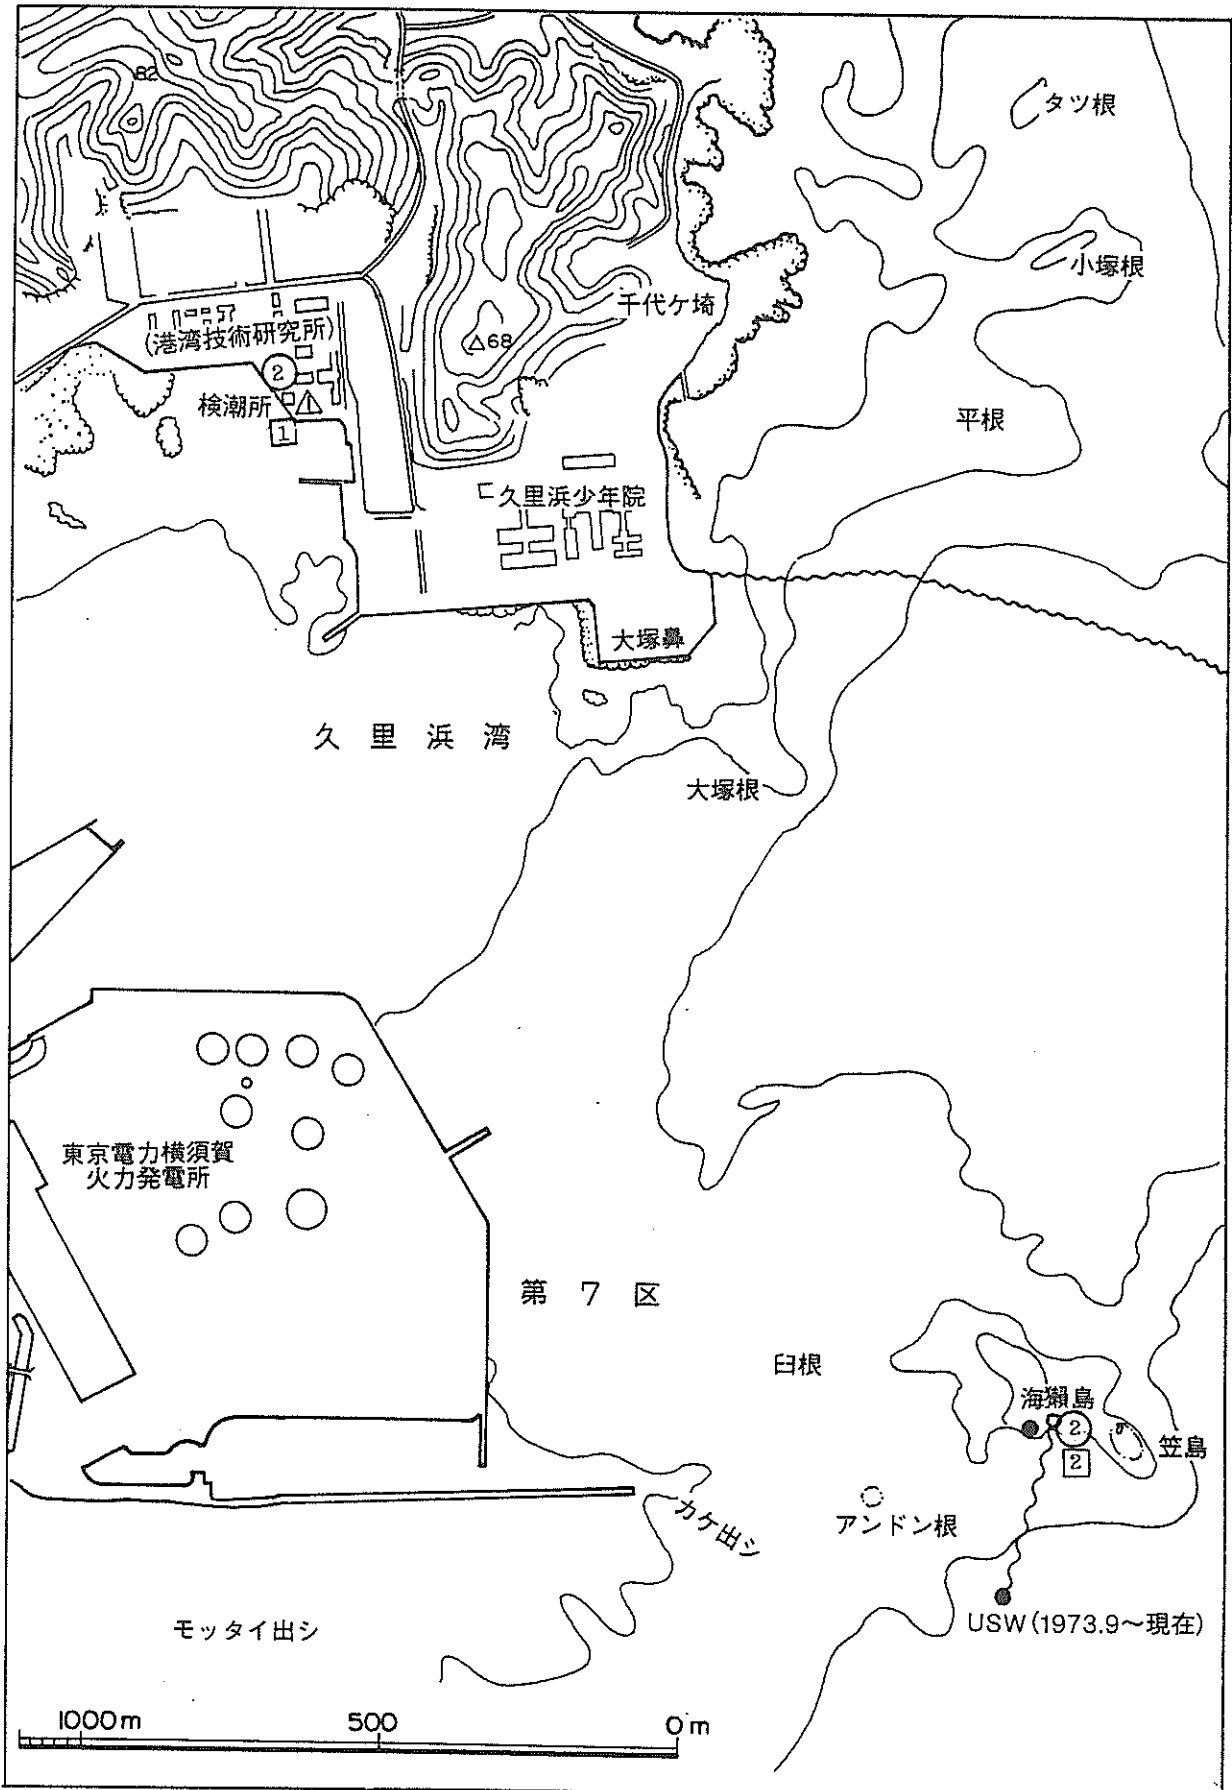 82
タツ根
小塚根
千代ケ埼
(港湾技術研究所)
△68
2
検潮所
1
1
平根
久里浜少年院
大塚鼻
久里浜湾
大塚根
東京電力横須賀
火力発電所
第7区
臼根
海獺島
2
笠島
2
アンドン根
カケ出シ
USW(1973.9〜現在)
モッタイ出シ
1000m
500
0m